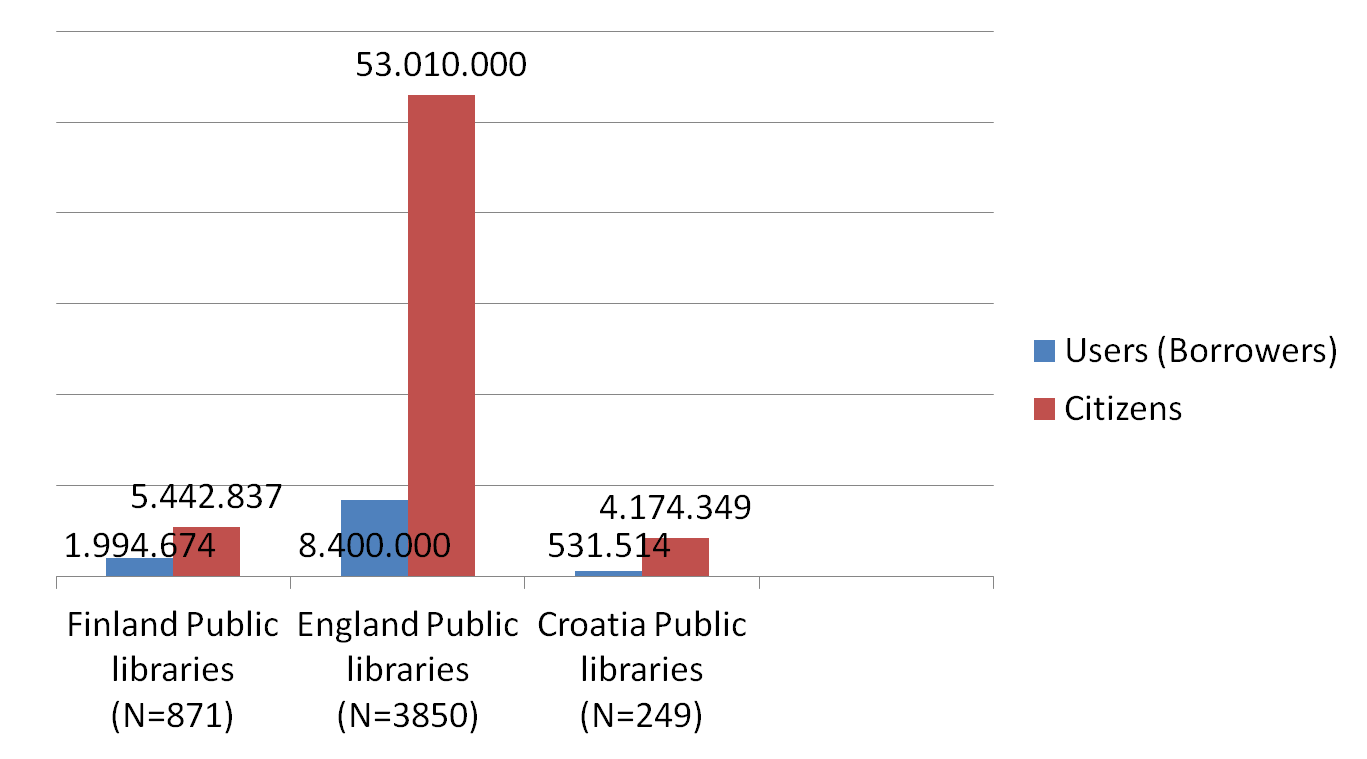 53.010.000
5.442.837
4.174.349
1.994.674
8.400.000
531.514
Finland Public
libraries
(N=871)
England Public
libraries
(N=3850)
Croatia Public
libraries
(N=249)
Users (Borrowers)
Citizens